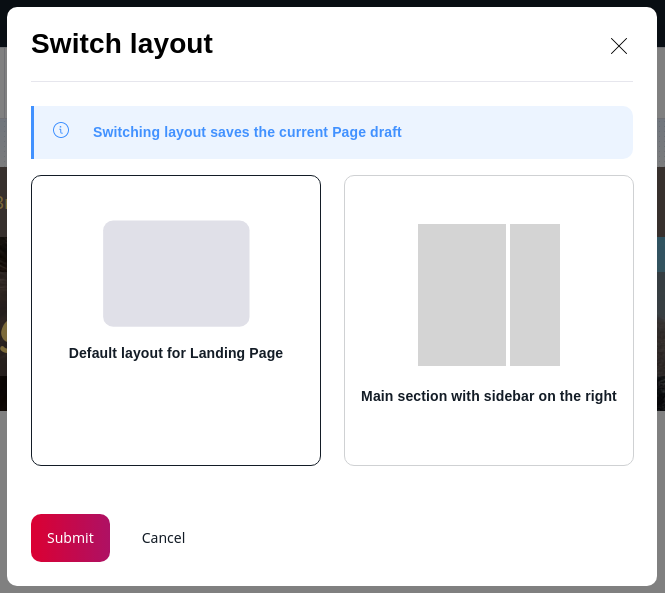 Switch layout
Switching layout saves the current Page draft
Default layout for Landing Page
Main section with sidebar on the right
Submit
Cancel